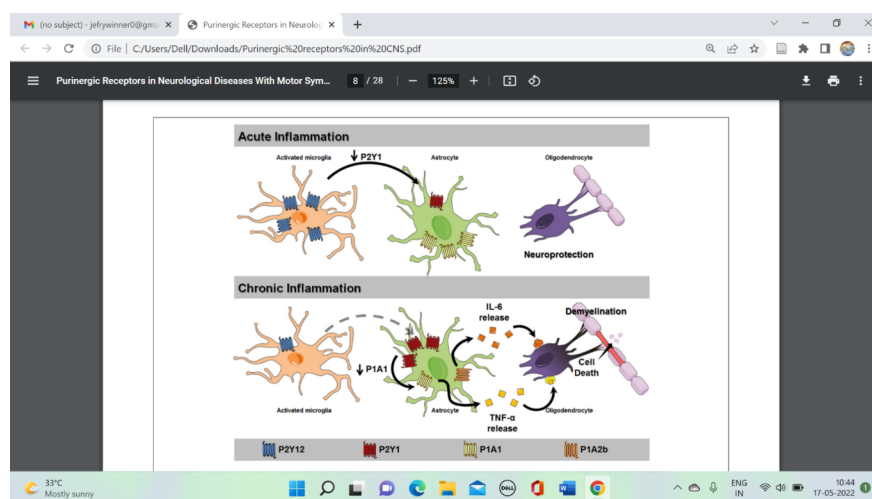 (no subject) - jefrywinner0@gma
Purinergic Receptors in Neurolog
File | C:/Users/Dell/Downloads/Purinergic%20receptors%20in%20CNS.pdf
Purinergic Receptors in Neurological Diseases With Motor Sym... 8 / 28 125%
Acute Inflammation
Activated microglia P2Y1 Astrocyte Oligodendrocyte
Neuroprotection
Chronic Inflammation
IL-6 release
Demyelination
P1A1
Cell Death
Activated microglia Astrocyte Oligodendrocyte
TNF-α release
P2Y12 P2Y1 P1A1 P1A2b
33°C
Mostly sunny
DELL
ENG
IN
10:44
17-05-2022
1